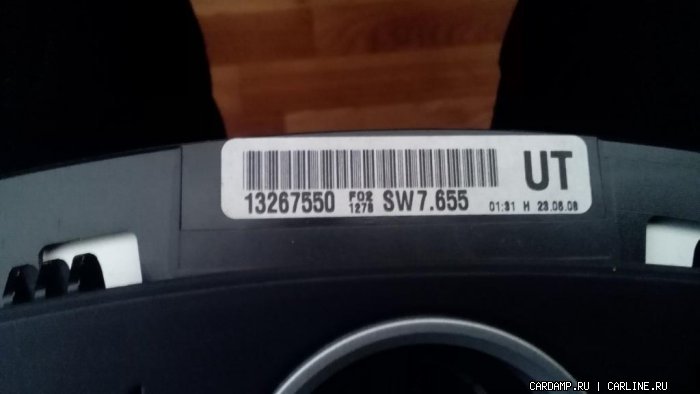 UT
13267550 F02 1278 SW7.655 01:31 H 23.06.08
CARDAMP.RU | CARLINE.RU